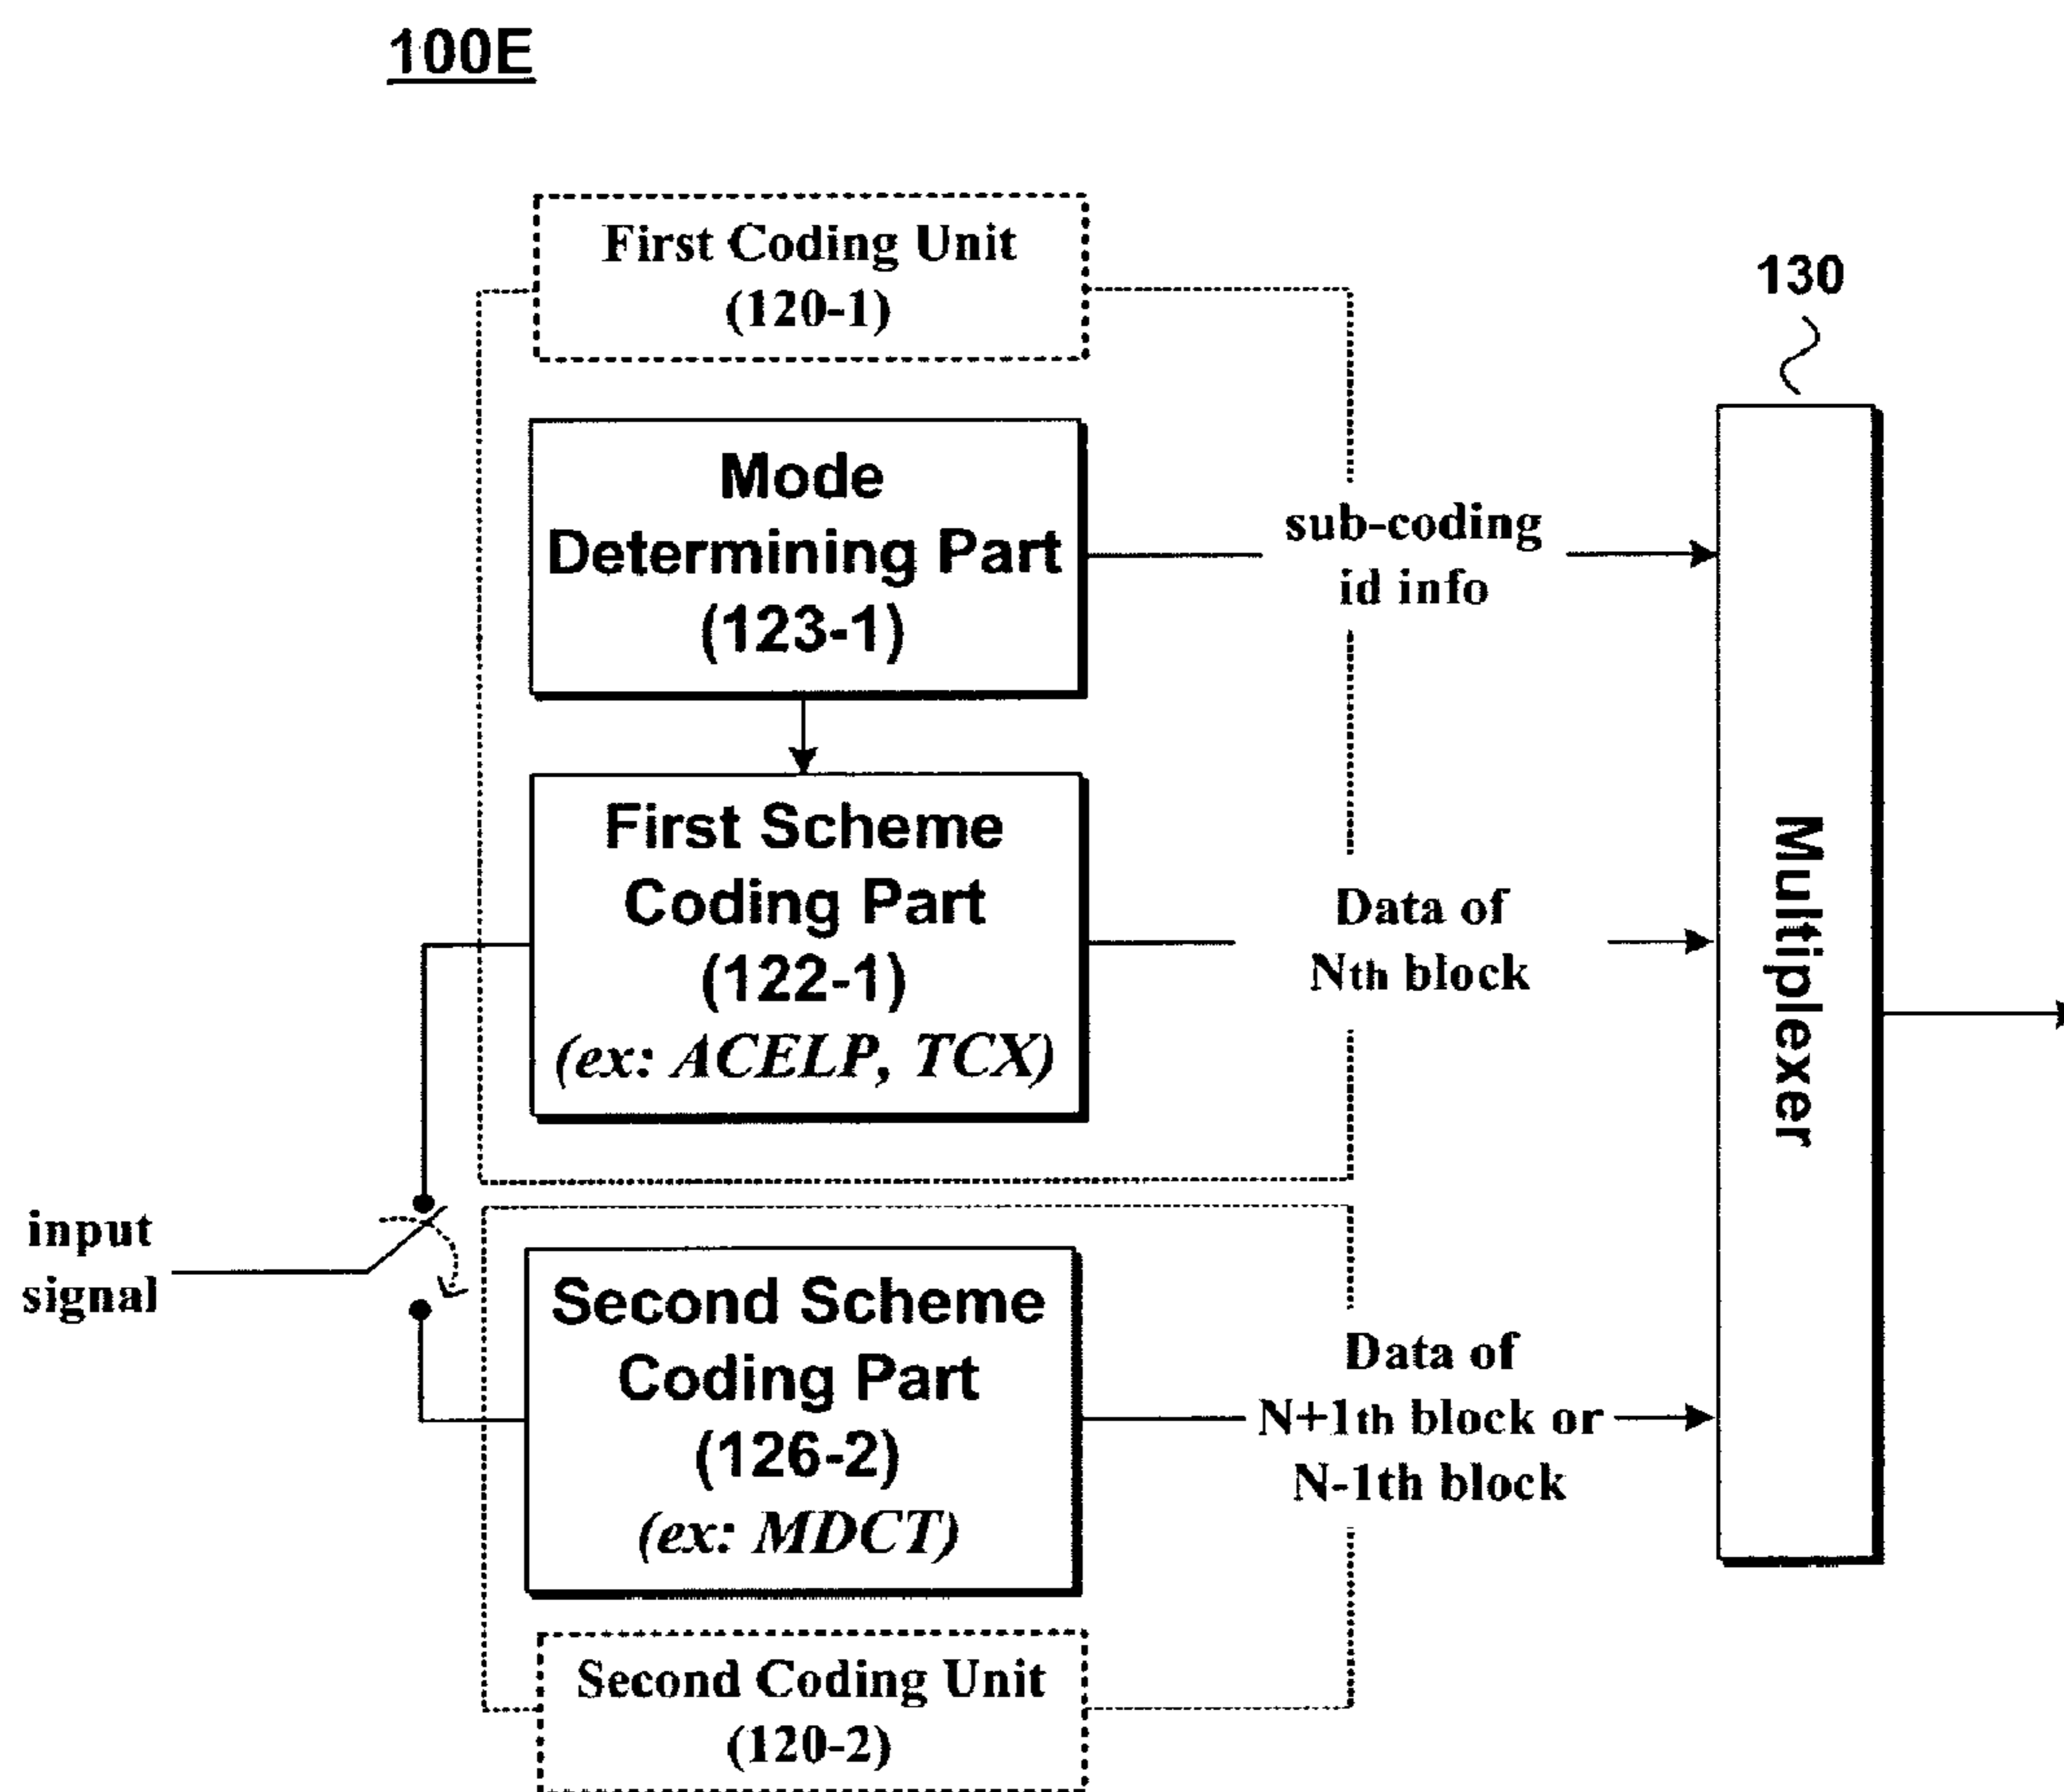 100E
First Coding Unit
(120-1)
130
Mode
Determining Part
(123-1)
sub-coding
id info
First Scheme
Coding Part
(122-1)
(ex: ACELP, TCX)
Data of
Nth block
Multiplexer
input
signal
Second Scheme
Coding Part
(126-2)
(ex: MDCT)
Data of
N+1th block or
N-1th block
Second Coding Unit
(120-2)